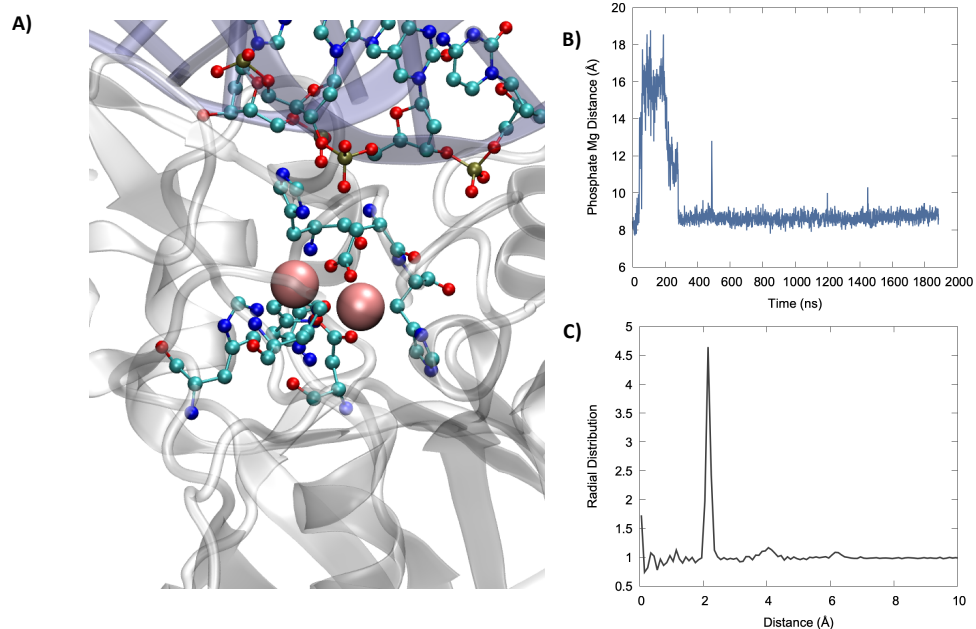 A)
B)
20
18
16
14
12
10
8
6
Phosphate Mg Distance (Å)
0 200 400 600 800 1000 1200 1400 1600 1800 2000
Time (ns)
C)
5
4.5
4
3.5
3
2.5
2
1.5
1
0.5
Radial Distribution
0 2 4 6 8 10
Distance (Å)